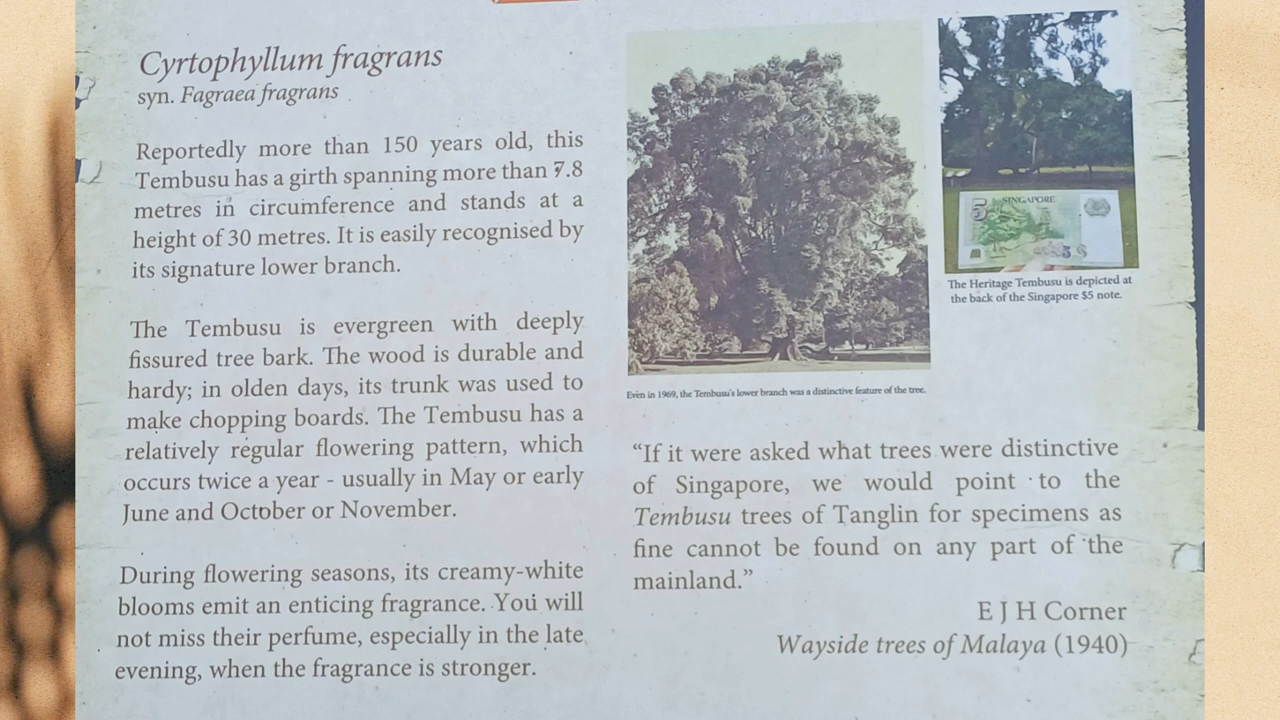 Cyrtophyllum fragrans
syn. Fagraea fragrans
Reportedly more than 150 years old, this
Tembusu has a girth spanning more than 7.8
metres in circumference and stands at a
height of 30 metres. It is easily recognised by
its signature lower branch.
The Tembusu is evergreen with deeply
fissured tree bark. The wood is durable and
hardy; in olden days, its trunk was used to
make chopping boards. The Tembusu has a
relatively regular flowering pattern, which
occurs twice a year - usually in May or early
June and October or November.
During flowering seasons, its creamy-white
blooms emit an enticing fragrance. You will
not miss their perfume, especially in the late
evening, when the fragrance is stronger.
Even in 1969, the Tembusu's lower branch was a distinctive feature of the tree.
5
SINGAPORE
5 $
The Heritage Tembusu is depicted at
the back of the Singapore $5 note.
“If it were asked what trees were distinctive
of Singapore, we would point to the
Tembusu trees of Tanglin for specimens as
fine cannot be found on any part of the
mainland.”
E J H Corner
Wayside trees of Malaya (1940)